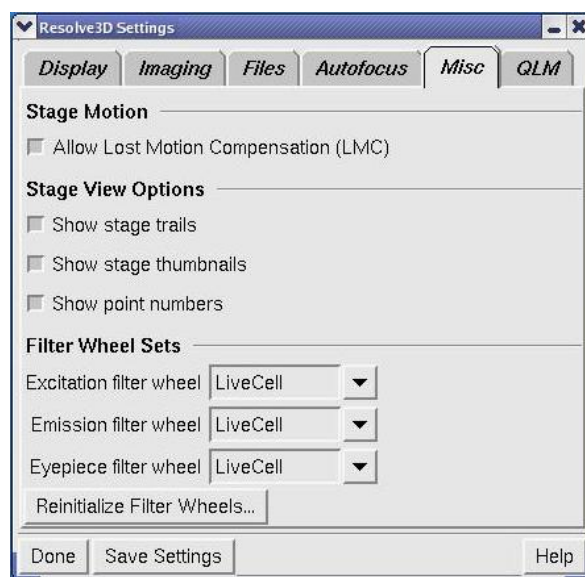 Resolve3D Settings
Display Imaging Files Autofocus Misc QLM
Stage Motion
Allow Lost Motion Compensation (LMC)
Stage View Options
Show stage trails
Show stage thumbnails
Show point numbers
Filter Wheel Sets
Excitation filter wheel LiveCell
Emission filter wheel LiveCell
Eyepiece filter wheel LiveCell
Reinitialize Filter Wheels...
Done Save Settings Help